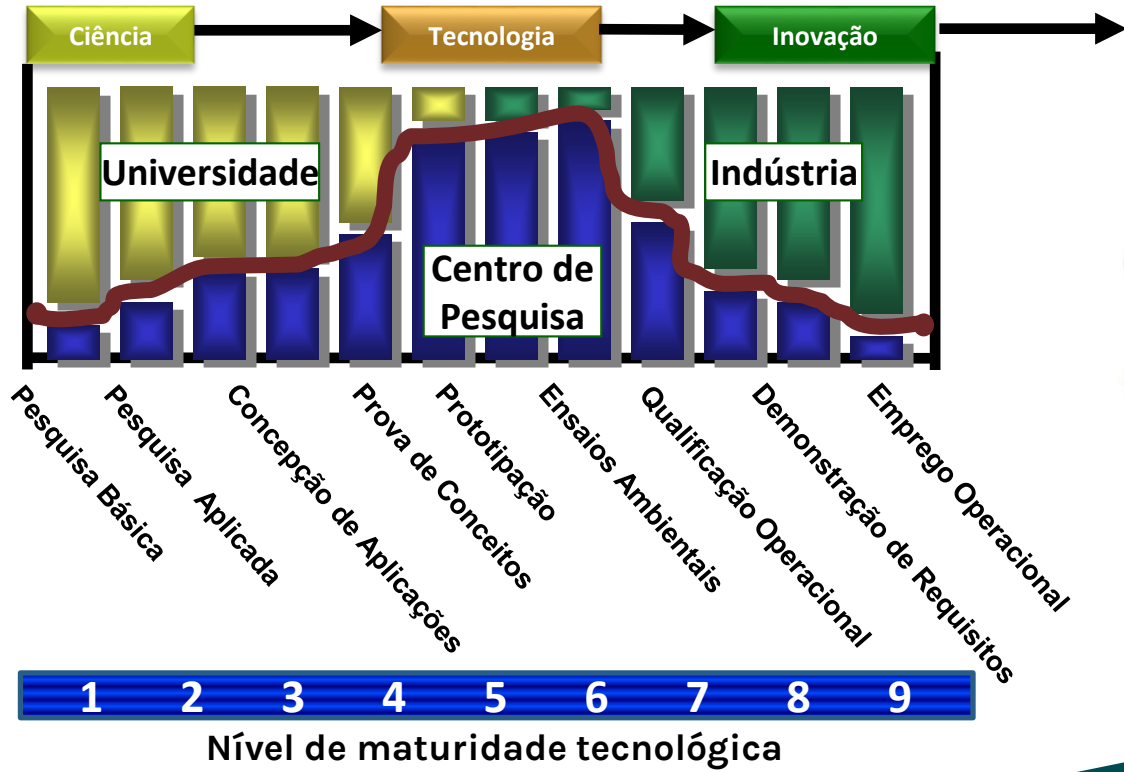 Ciência
Tecnologia
Inovação
Universidade
Indústria
Centro de
Pesquisa
Pesquisa Básica
Pesquisa Aplicada
Concepção de Aplicações
Prova de Conceitos
Prototipação
Ensaios Ambientais
Qualificação Operacional
Demonstração de Requisitos
Emprego Operacional
1 2 3 4 5 6 7 8 9
Nível de maturidade tecnológica